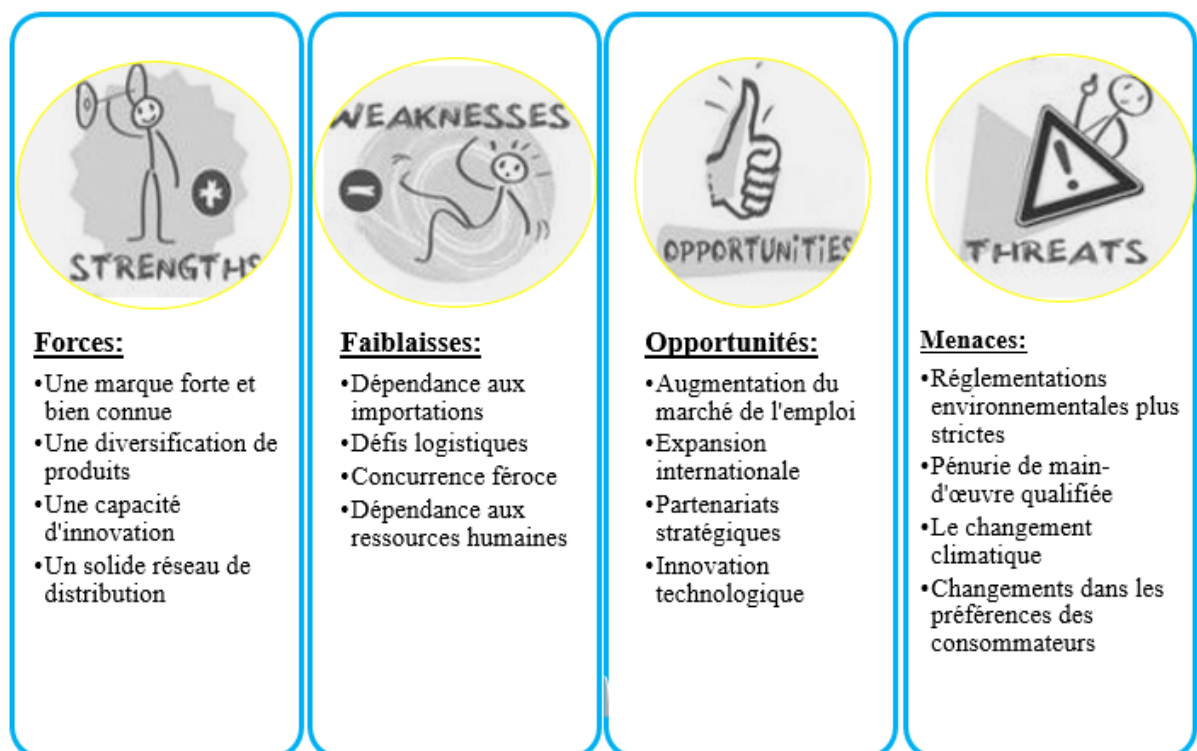 STRENGTHS
Forces:
•Une marque forte et
bien connue
•Une diversification de
produits
•Une capacité
d'innovation
•Un solide réseau de
distribution
WEAKNESSES
Faiblaisses:
•Dépendance aux
importations
•Défis logistiques
•Concurrence féroce
•Dépendance aux
ressources humaines
OPPORTUNITIES
Opportunités:
•Augmentation du
marché de l'emploi
•Expansion
internationale
•Partenariats
stratégiques
•Innovation
technologique
THREATS
Menaces:
•Réglementations
environnementales plus
strictes
•Pénurie de main-
d'œuvre qualifiée
•Le changement
climatique
•Changements dans les
préférences des
consommateurs